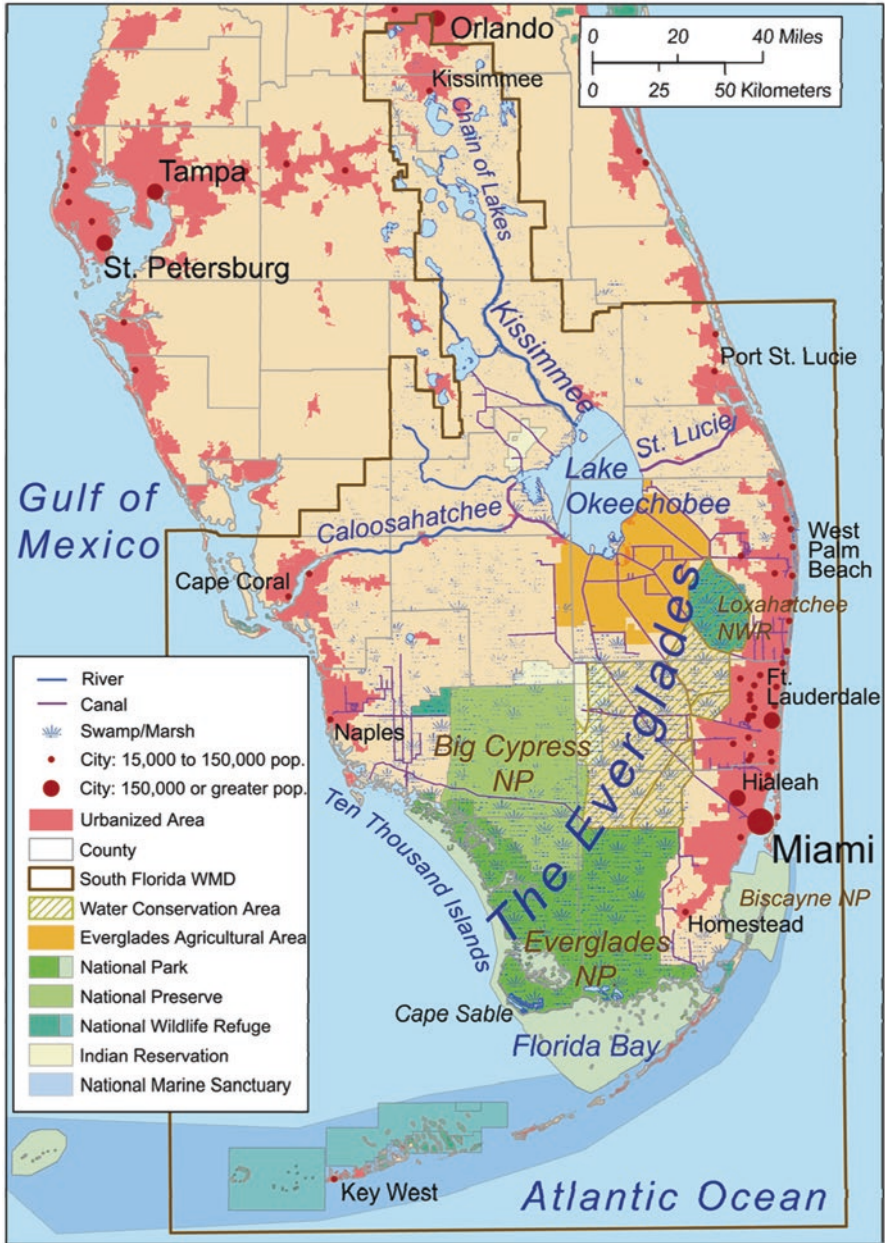 Orlando
0 20 40 Miles
0 25 50 Kilometers
Kissimmee
Chain of Lakes
Tampa
St. Petersburg
Kissimmee
Port St. Lucie
St. Lucie
Lake
Okeechobee
Gulf of
Mexico
Caloosahatchee
West
Palm
Beach
Cape Coral
Loxahatchee
NWR
The Everglades
Ft.
Lauderdale
Naples
Big Cypress
NP
Hialeah
Miami
Ten Thousand Islands
Biscayne NP
Homestead
Everglades
NP
Cape Sable
Florida Bay
River
Canal
Swamp/Marsh
City: 15,000 to 150,000 pop.
City: 150,000 or greater pop.
Urbanized Area
County
South Florida WMD
Water Conservation Area
Everglades Agricultural Area
National Park
National Preserve
National Wildlife Refuge
Indian Reservation
National Marine Sanctuary
Key West
Atlantic Ocean